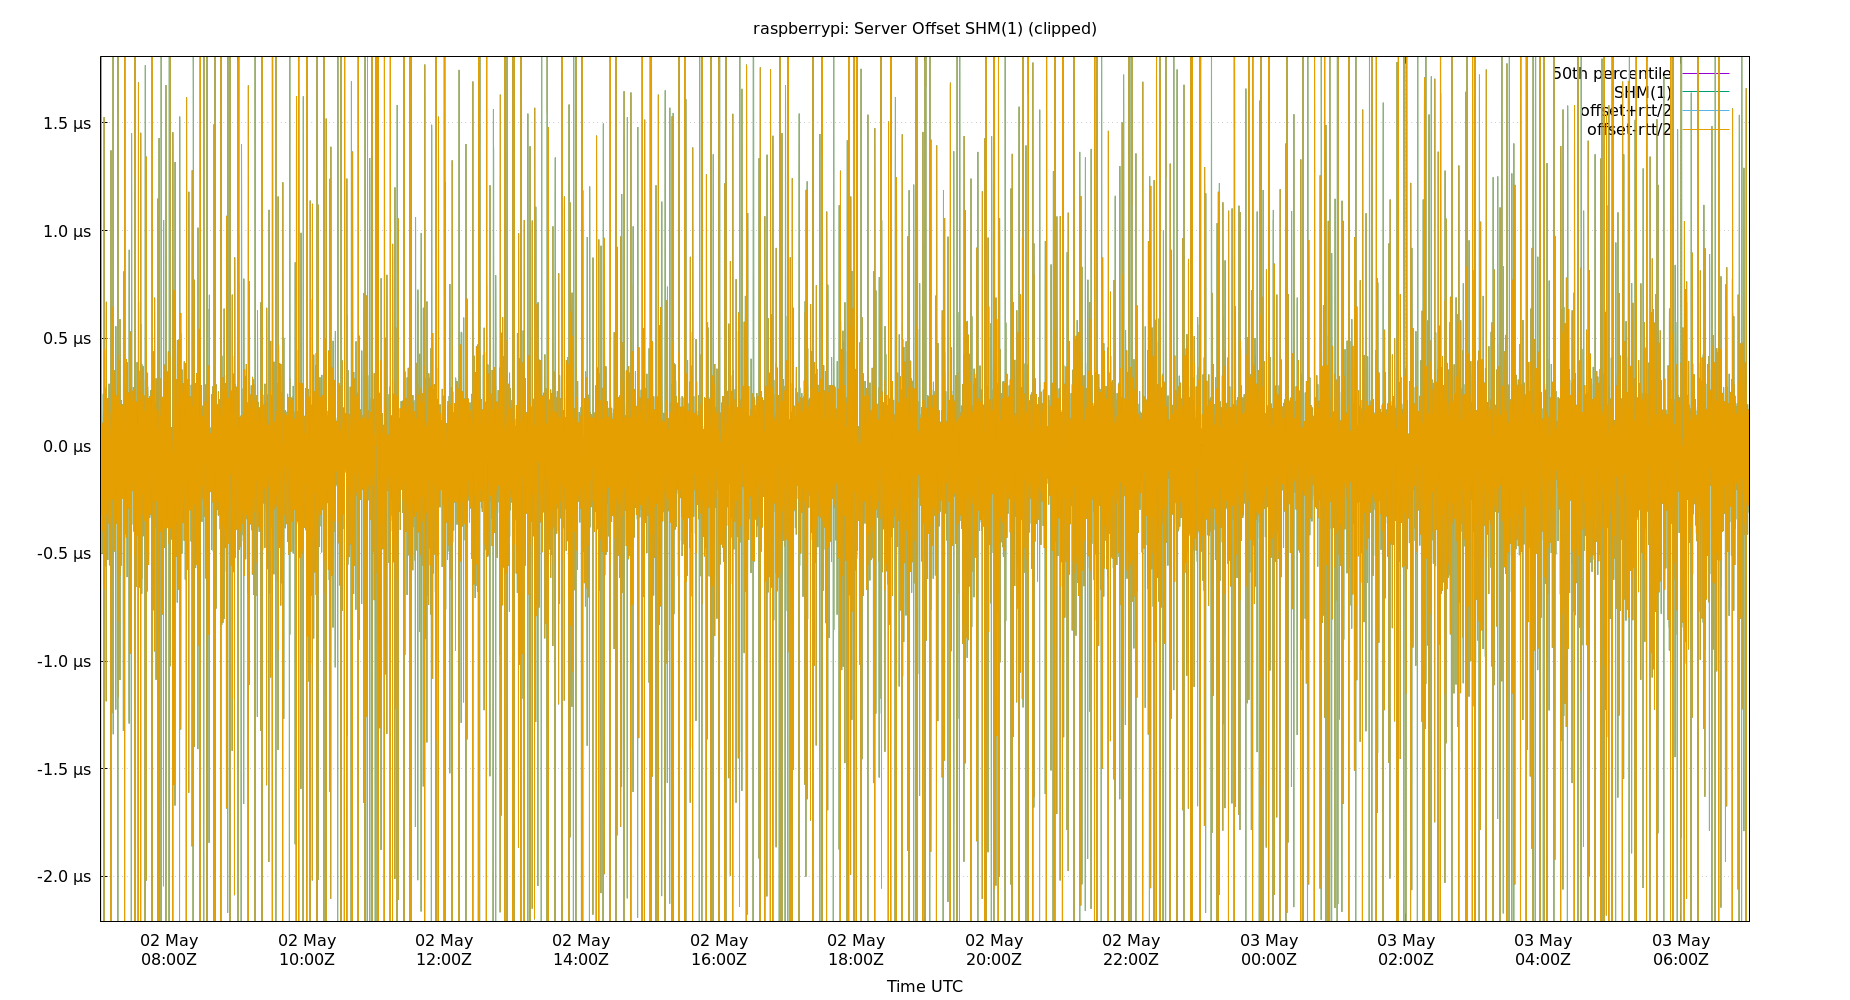 raspberrypi: Server Offset SHM(1) (clipped)
50th percentile
SHM(1)
offset+rtt/2
offset-rtt/2
1.5 µs
1.0 µs
0.5 µs
0.0 µs
-0.5 µs
-1.0 µs
-1.5 µs
-2.0 µs
02 May 02 May 02 May 02 May 02 May 02 May 02 May 02 May 03 May 03 May 03 May 03 May
08:00Z 10:00Z 12:00Z 14:00Z 16:00Z 18:00Z 20:00Z 22:00Z 00:00Z 02:00Z 04:00Z 06:00Z
Time UTC